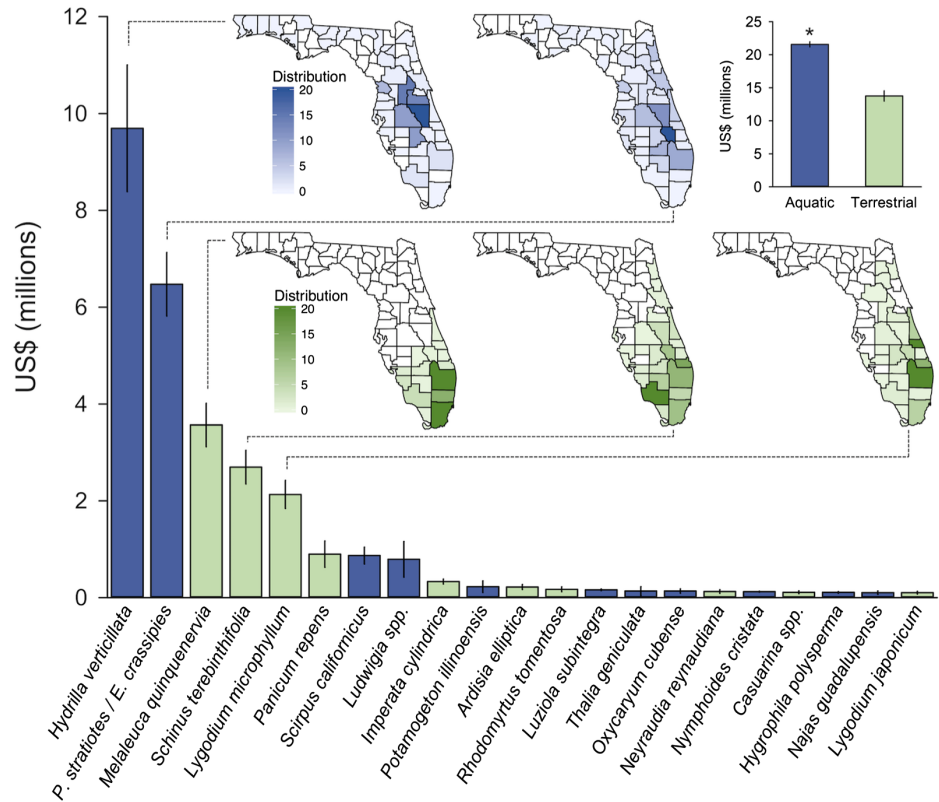 US$ (millions)
12
10
8
6
4
2
0
Distribution
20
15
10
5
0
Distribution
20
15
10
5
0
US$ (millions)
25
20
15
10
5
0
*
Aquatic
Terrestrial
Hydrilla verticillata
P. stratiotes / E. crassipies
Melaleuca quinquenervia
Schinus terebinthifolia
Lygodium microphyllum
Panicum repens
Scirpus californicus
Ludwigia spp.
Imperata cylindrica
Potamogeton illinoensis
Ardisia elliptica
Rhodomyrtus tomentosa
Luziola subintegra
Thalia geniculata
Oxycaryum cubense
Neyraudia reynaudiana
Nymphoides cristata
Casuarina spp.
Hygrophila polysperma
Najas guadalupensis
Lygodium japonicum